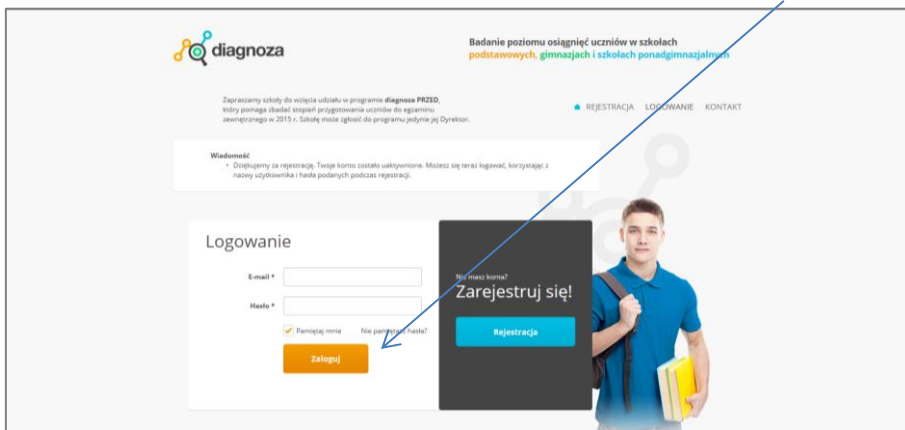 diagnoza
Badanie poziomu osiągnięć uczniów w szkołach
podstawowych, gimnazjach i szkołach ponadgimnazjalnych
Zapraszamy szkoły do wzięcia udziału w programie diagnoza PRZED,
który pomaga zbadać stopień przygotowania uczniów do egzaminu
zewnętrznego w 2015 r. Szkołę może zgłosić do programu jedynie jej Dyrektor.
REJESTRACJA LOGOWANIE KONTAKT
Wiadomość
• Dziękujemy za rejestrację. Twoje konto zostało uaktywnione. Możesz się teraz logować, korzystając z
nazwy użytkownika i hasła podanych podczas rejestracji.
Logowanie
E-mail *
Hasło *
Pamiętaj mnie Nie pamiętasz hasła?
Zaloguj
Nie masz konta?
Zarejestruj się!
Rejestracja